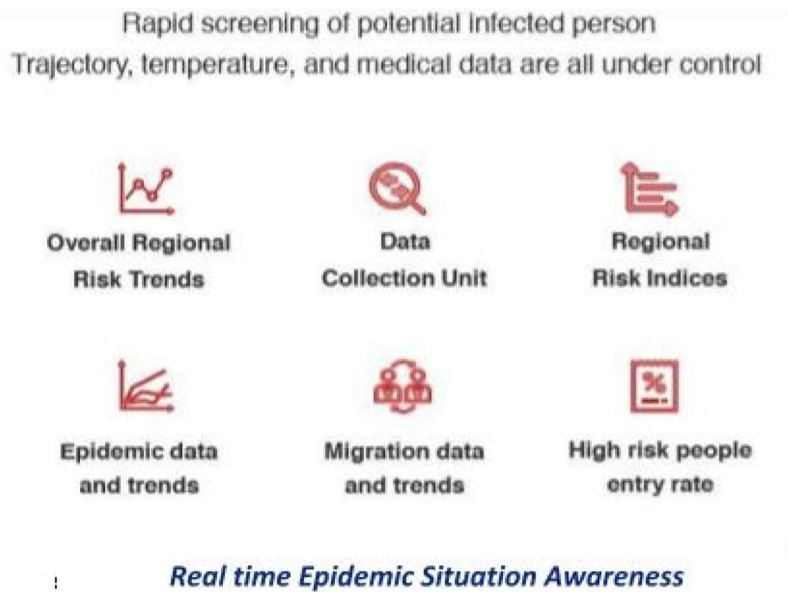 Rapid screening of potential infected person
Trajectory, temperature, and medical data are all under control
Overall Regional
Risk Trends
Data
Collection Unit
Regional
Risk Indices
%
Epidemic data
and trends
Migration data
and trends
High risk people
entry rate
Real time Epidemic Situation Awareness